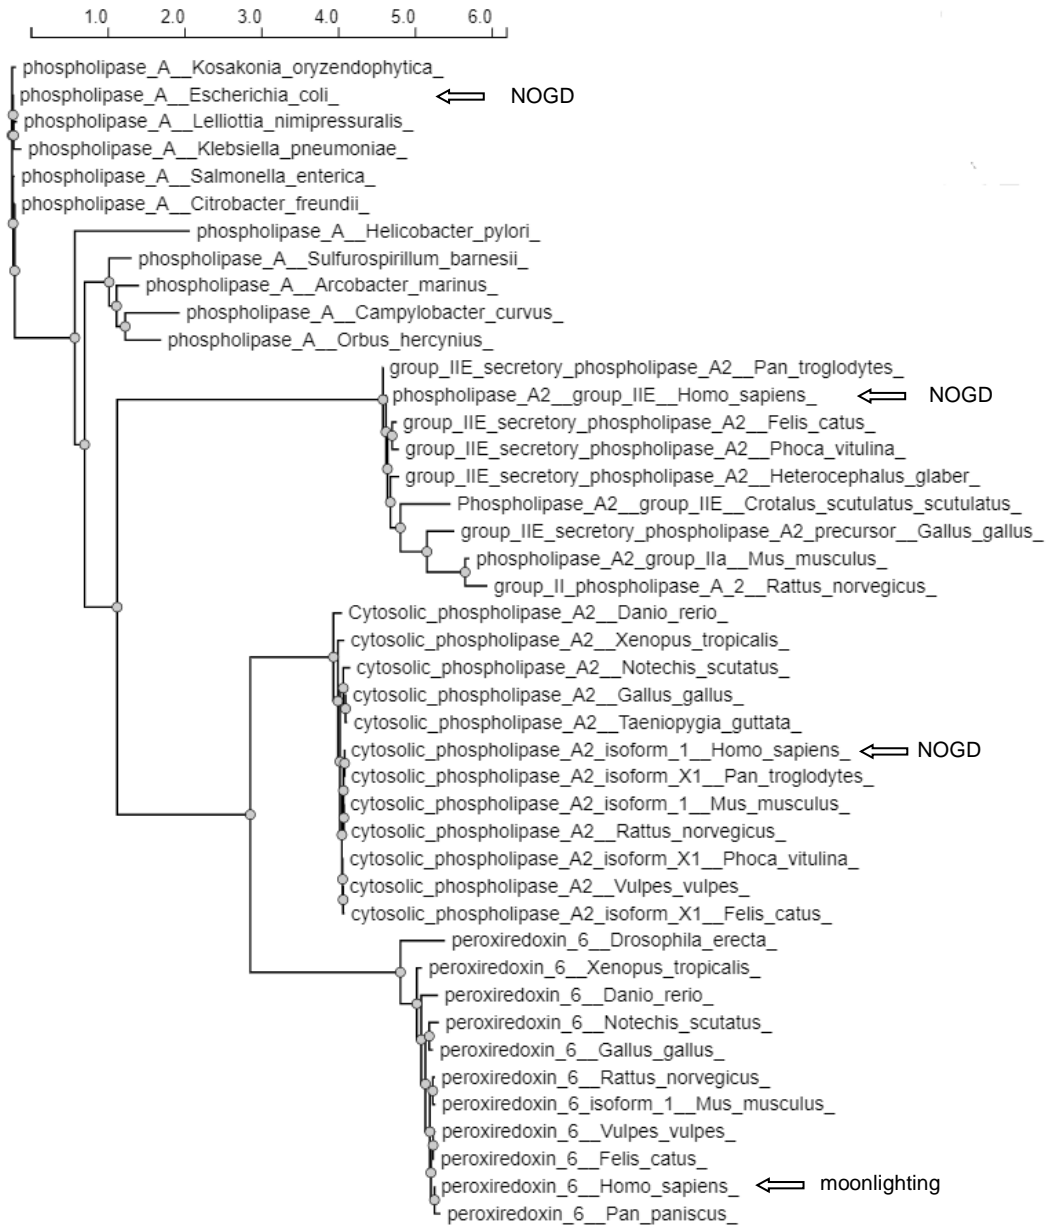 1.0 2.0 3.0 4.0 5.0 6.0
phospholipase_A__Kosakonia_oryzendophytica_
phospholipase_A__Escherichia_coli_ NOGD
phospholipase_A__Lelliottia_nimipressuralis_
phospholipase_A__Klebsiella_pneumoniae_
phospholipase_A__Salmonella_enterica_
phospholipase_A__Citrobacter_freundii_
phospholipase_A__Helicobacter_pylori_
phospholipase_A__Sulfurospirillum_barnesii_
phospholipase_A__Arcobacter_marinus_
phospholipase_A__Campylobacter_curvus_
phospholipase_A__Orbus_hercynius_
group_IIE_secretory_phospholipase_A2__Pan_troglodytes_
phospholipase_A2__group_IIE__Homo_sapiens_ NOGD
group_IIE_secretory_phospholipase_A2__Felis_catus_
group_IIE_secretory_phospholipase_A2__Phoca_vitulina_
group_IIE_secretory_phospholipase_A2__Heterocephalus_glaber_
Phospholipase_A2__group_IIE__Crotalus_scutulatus_scutulatus_
group_IIE_secretory_phospholipase_A2_precursor__Gallus_gallus_
phospholipase_A2_group_IIa__Mus_musculus_
group_II_phospholipase_A_2__Rattus_norvegicus_
Cytosolic_phospholipase_A2__Danio_rerio_
cytosolic_phospholipase_A2__Xenopus_tropicalis_
cytosolic_phospholipase_A2__Notechis_scutatus_
cytosolic_phospholipase_A2__Gallus_gallus_
cytosolic_phospholipase_A2__Taeniopygia_guttata_
cytosolic_phospholipase_A2_isoform_1__Homo_sapiens_ NOGD
cytosolic_phospholipase_A2_isoform_X1__Pan_troglodytes_
cytosolic_phospholipase_A2_isoform_1__Mus_musculus_
cytosolic_phospholipase_A2__Rattus_norvegicus_
cytosolic_phospholipase_A2_isoform_X1__Phoca_vitulina_
cytosolic_phospholipase_A2__Vulpes_vulpes_
cytosolic_phospholipase_A2_isoform_X1__Felis_catus_
peroxiredoxin_6__Drosophila_erecta_
peroxiredoxin_6__Xenopus_tropicalis_
peroxiredoxin_6__Danio_rerio_
peroxiredoxin_6__Notechis_scutatus_
peroxiredoxin_6__Gallus_gallus_
peroxiredoxin_6__Rattus_norvegicus_
peroxiredoxin_6_isoform_1__Mus_musculus_
peroxiredoxin_6__Vulpes_vulpes_
peroxiredoxin_6__Felis_catus_
peroxiredoxin_6__Homo_sapiens_ moonlighting
peroxiredoxin_6__Pan_paniscus_